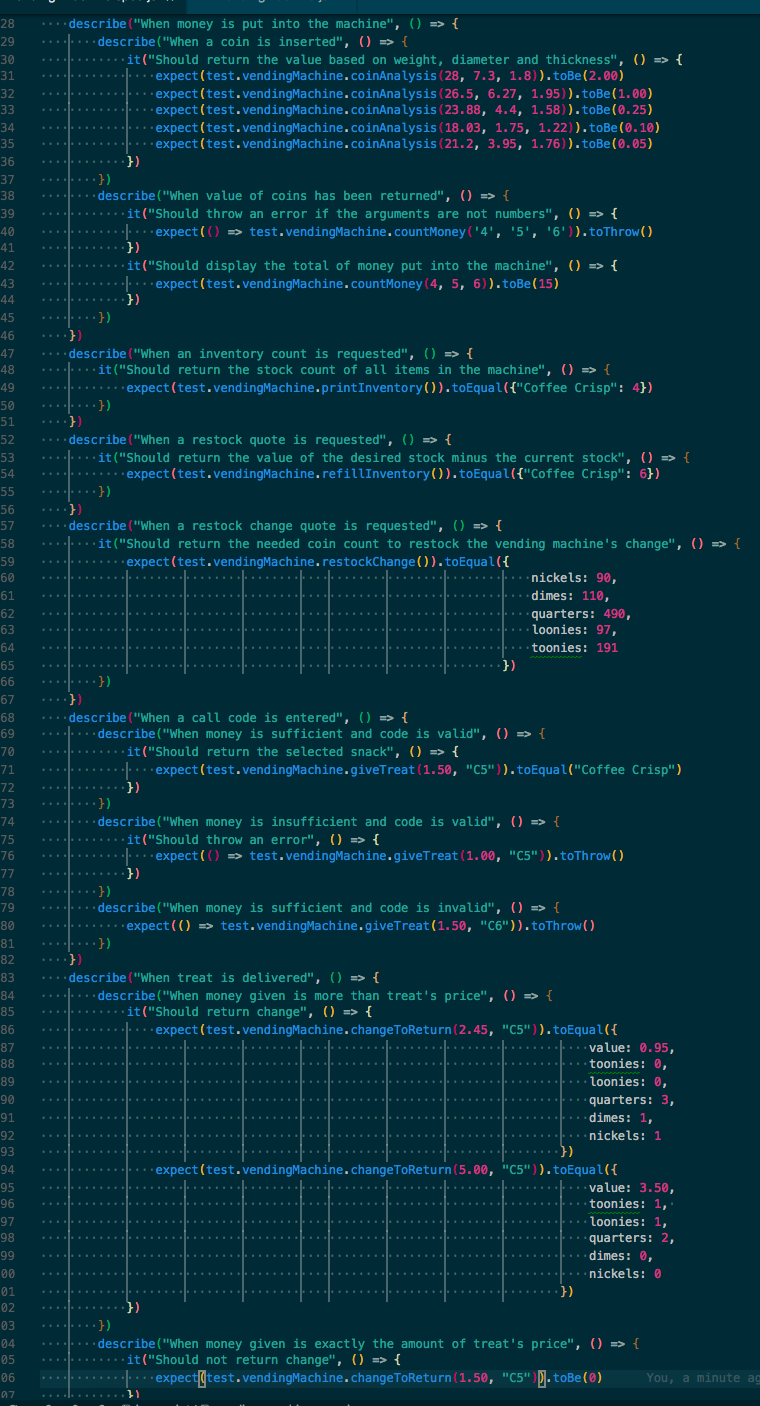 28 describe("When money is put into the machine", () => {
29 describe("When a coin is inserted", () => {
30 it("Should return the value based on weight, diameter and thickness", () => {
31 expect(test.vendingMachine.coinAnalysis(28, 7.3, 1.8)).toBe(2.00)
32 expect(test.vendingMachine.coinAnalysis(26.5, 6.27, 1.95)).toBe(1.00)
33 expect(test.vendingMachine.coinAnalysis(23.88, 4.4, 1.58)).toBe(0.25)
34 expect(test.vendingMachine.coinAnalysis(18.03, 1.75, 1.22)).toBe(0.10)
35 expect(test.vendingMachine.coinAnalysis(21.2, 3.95, 1.76)).toBe(0.05)
36 })
37 })
38 describe("When value of coins has been returned", () => {
39 it("Should throw an error if the arguments are not numbers", () => {
40 expect(() => test.vendingMachine.countMoney('4', '5', '6')).toThrow()
41 })
42 it("Should display the total of money put into the machine", () => {
43 expect(test.vendingMachine.countMoney(4, 5, 6)).toBe(15)
44 })
45 })
46 })
47 describe("When an inventory count is requested", () => {
48 it("Should return the stock count of all items in the machine", () => {
49 expect(test.vendingMachine.printInventory()).toEqual({"Coffee Crisp": 4})
50 })
51 })
52 describe("When a restock quote is requested", () => {
53 it("Should return the value of the desired stock minus the current stock", () => {
54 expect(test.vendingMachine.refillInventory()).toEqual({"Coffee Crisp": 6})
55 })
56 })
57 describe("When a restock change quote is requested", () => {
58 it("Should return the needed coin count to restock the vending machine's change", () => {
59 expect(test.vendingMachine.restockChange()).toEqual({
60 nickels: 90,
61 dimes: 110,
62 quarters: 490,
63 loonies: 97,
64 toonies: 191
65 })
66 })
67 })
68 describe("When a call code is entered", () => {
69 describe("When money is sufficient and code is valid", () => {
70 it("Should return the selected snack", () => {
71 expect(test.vendingMachine.giveTreat(1.50, "C5")).toEqual("Coffee Crisp")
72 })
73 })
74 describe("When money is insufficient and code is valid", () => {
75 it("Should throw an error", () => {
76 expect(() => test.vendingMachine.giveTreat(1.00, "C5")).toThrow()
77 })
78 })
79 describe("When money is sufficient and code is invalid", () => {
80 expect(() => test.vendingMachine.giveTreat(1.50, "C6")).toThrow()
81 })
82 })
83 describe("When treat is delivered", () => {
84 describe("When money given is more than treat's price", () => {
85 it("Should return change", () => {
86 expect(test.vendingMachine.changeToReturn(2.45, "C5")).toEqual({
87 value: 0.95,
88 toonies: 0,
89 loonies: 0,
90 quarters: 3,
91 dimes: 1,
92 nickels: 1
93 })
94 expect(test.vendingMachine.changeToReturn(5.00, "C5")).toEqual({
95 value: 3.50,
96 toonies: 1,
97 loonies: 1,
98 quarters: 2,
99 dimes: 0,
00 nickels: 0
01 })
02 })
03 })
04 describe("When money given is exactly the amount of treat's price", () => {
05 it("Should not return change", () => {
06 expect(test.vendingMachine.changeToReturn(1.50, "C5")).toBe(0) You, a minute ag
07 })